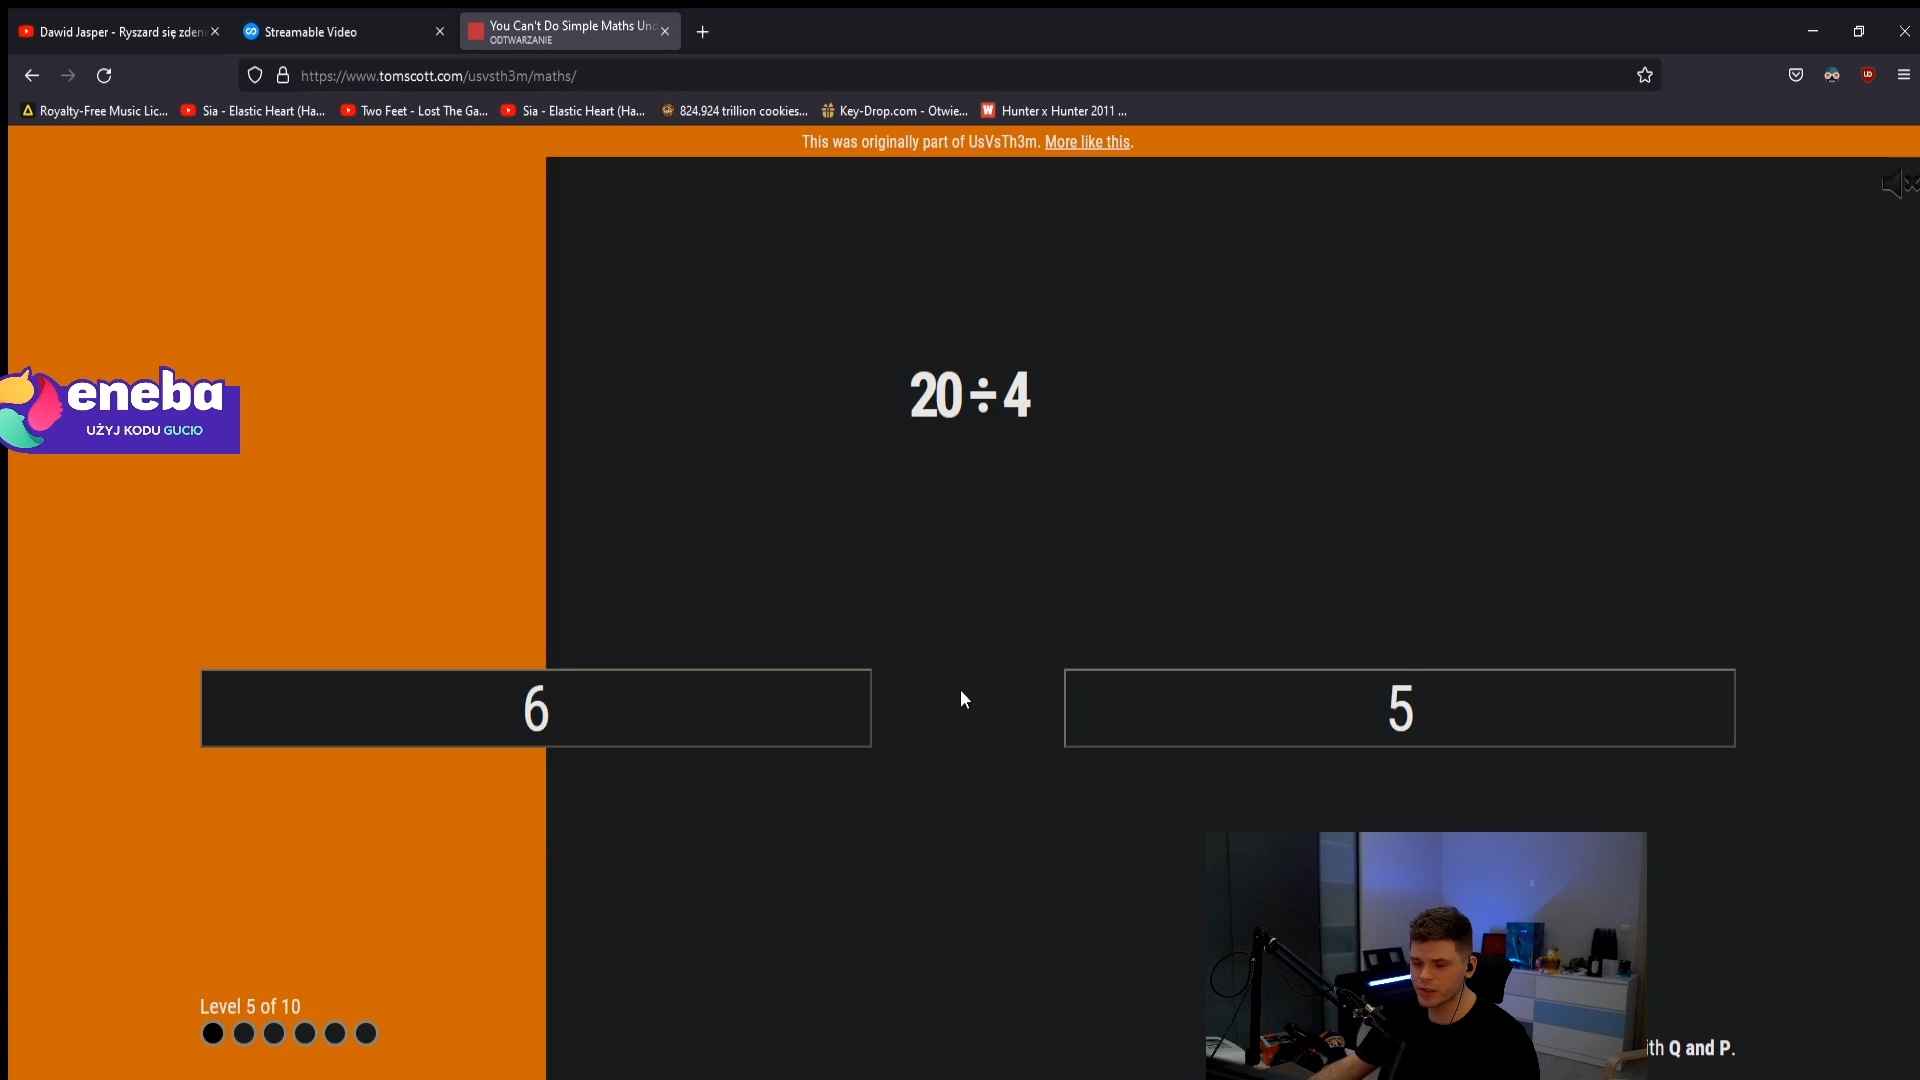 Dawid Jasper - Ryszard się zden
Streamable Video
You Can't Do Simple Maths Und
ODTWARZANIE
https://www.tomscott.com/usvsth3m/maths/
Royalty-Free Music Lic...
Sia - Elastic Heart (Ha...
Two Feet - Lost The Ga...
Sia - Elastic Heart (Ha...
824,924 trillion cookies...
Key-Drop.com - Otwie...
Hunter x Hunter 2011 ...
This was originally part of UsVsTh3m. More like this.
20 ÷ 4
eneba
UŻYJ KODU GUCIO
6
5
Level 5 of 10
ith Q and P.